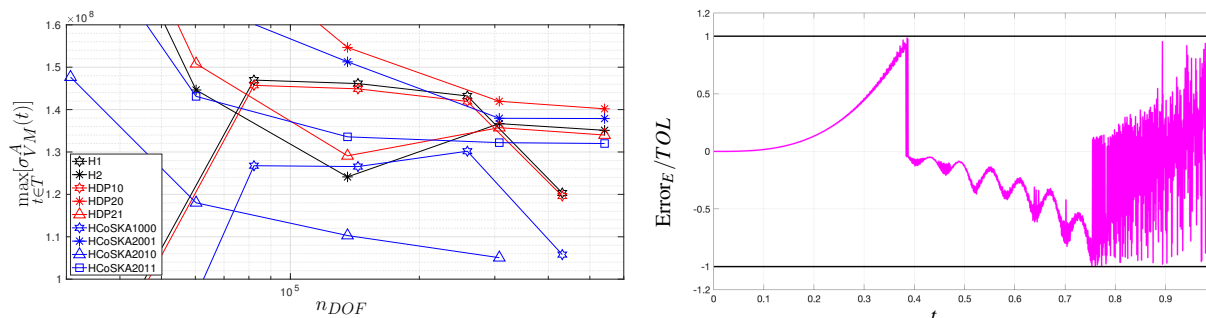 ×10⁸
1.6
1.5
1.4
1.3
1.2
1.1
1
max[σ^A_VM(t)]
t∈T
H1
H2
HDP10
HDP20
HDP21
HCoSKA1000
HCoSKA2001
HCoSKA2010
HCoSKA2011
10⁵
n_DOF
1.2
1
0.5
0
-0.5
-1
-1.2
Error_E/TOL
0 0.1 0.2 0.3 0.4 0.5 0.6 0.7 0.8 0.9
t